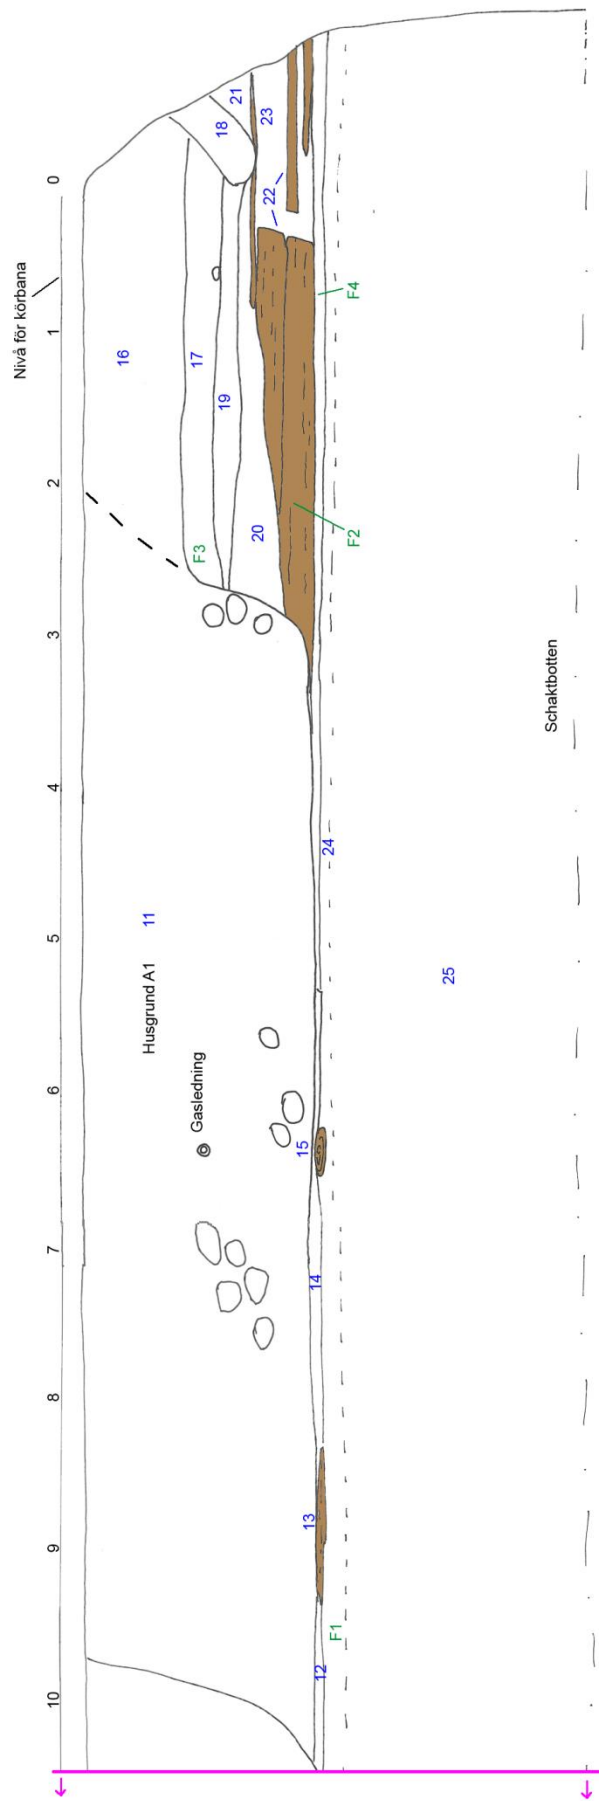 Nivå för körbana
10 9 8 7 6 5 4 3 2 1 0
16
Husgrund A1 11
Gasledning
F3 17
19 18 21
20 23
22
15
13
14
12 24
F1 F2 F4
25
Schaktbotten